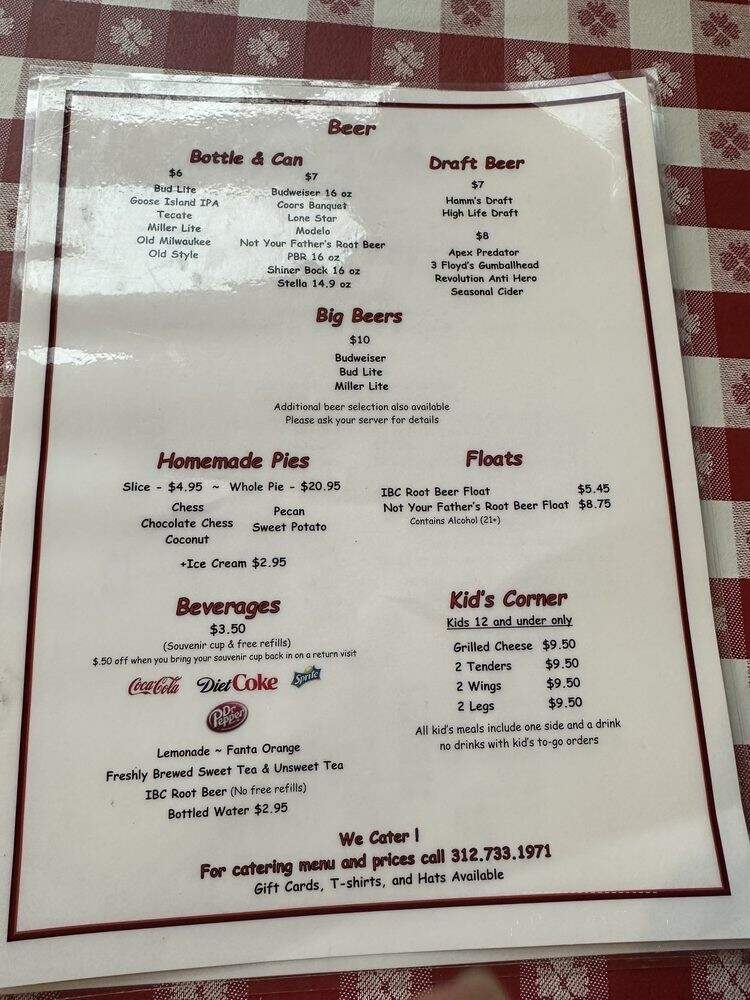 Beer
Bottle & Can
$6
Bud Lite
Goose Island IPA
Tecate
Miller Lite
Old Milwaukee
Old Style
$7
Budweiser 16 oz
Coors Banquet
Lone Star
Modelo
Not Your Father's Root Beer
PBR 16 oz
Shiner Bock 16 oz
Stella 14.9 oz
Draft Beer
$7
Hamm's Draft
High Life Draft
$8
Apex Predator
3 Floyd's Gumballhead
Revolution Anti Hero
Seasonal Cider
Big Beers
$10
Budweiser
Bud Lite
Miller Lite
Additional beer selection also available
Please ask your server for details
Homemade Pies
Slice - $4.95 ~ Whole Pie - $20.95
Chess
Chocolate Chess
Coconut
Pecan
Sweet Potato
+Ice Cream $2.95
Floats
IBC Root Beer Float $5.45
Not Your Father's Root Beer Float $8.75
Contains Alcohol (21+)
Beverages
$3.50
(Souvenir cup & free refills)
$.50 off when you bring your souvenir cup back in on a return visit
Coca-Cola Diet Coke Sprite
Dr Pepper
Lemonade ~ Fanta Orange
Freshly Brewed Sweet Tea & Unsweet Tea
IBC Root Beer (No free refills)
Bottled Water $2.95
Kid's Corner
Kids 12 and under only
Grilled Cheese $9.50
2 Tenders $9.50
2 Wings $9.50
2 Legs $9.50
All kid's meals include one side and a drink
no drinks with kid's to-go orders
We Cater !
For catering menu and prices call 312.733.1971
Gift Cards, T-shirts, and Hats Available